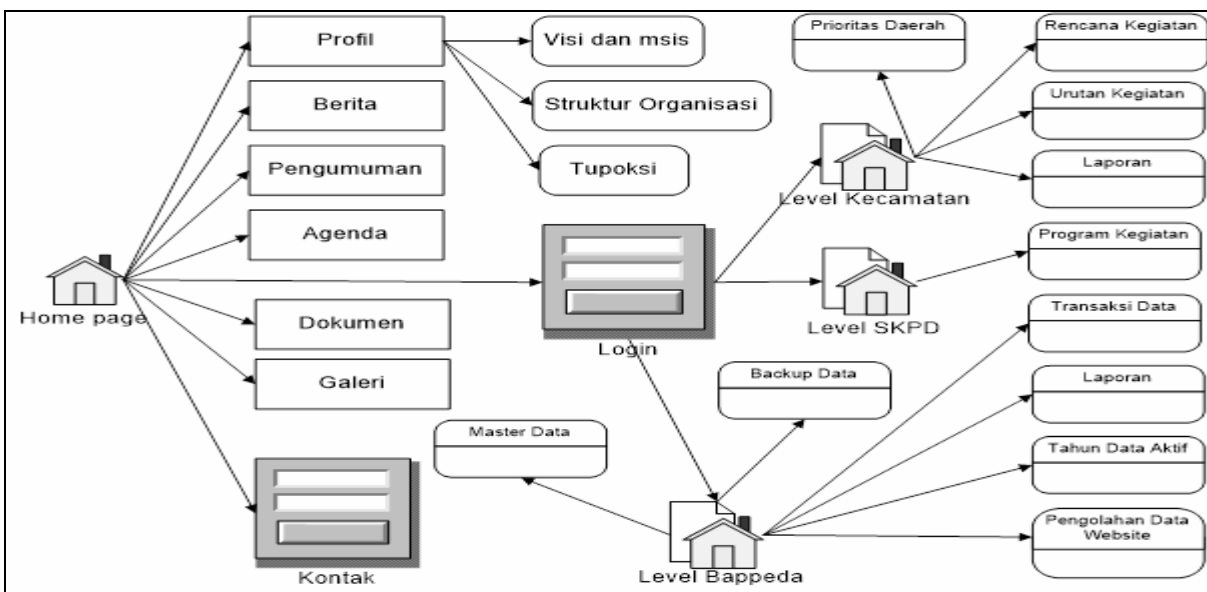 Profil
Berita
Pengumuman
Agenda
Home page
Dokumen
Galeri
Kontak
Visi dan msis
Struktur Organisasi
Tupoksi
Login
Master Data
Backup Data
Level Bappeda
Prioritas Daerah
Level Kecamatan
Level SKPD
Rencana Kegiatan
Urutan Kegiatan
Laporan
Program Kegiatan
Transaksi Data
Laporan
Tahun Data Aktif
Pengolahan Data
Website